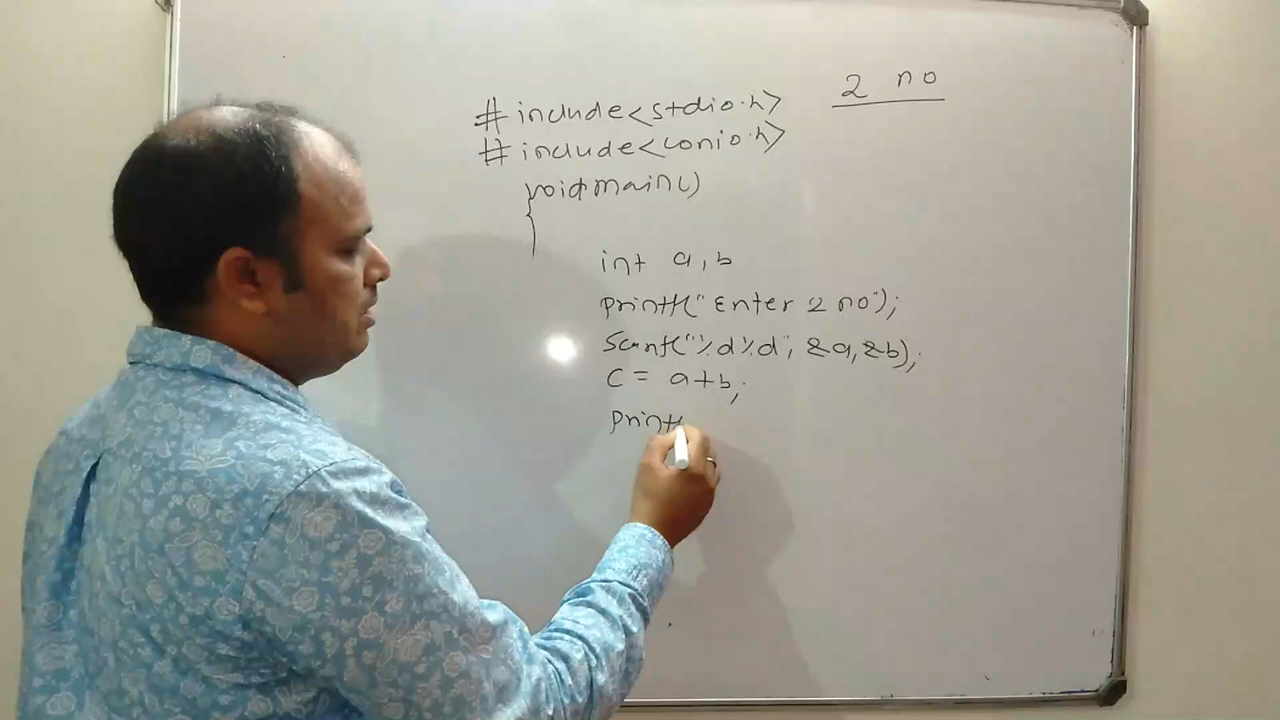 2 no
#include<stdio.h>
#include<conio.h>
void main()
{
int a,b
printf("Enter 2 no");
Scanf("%d%d", &a,&b);
C = a+b;
Printf